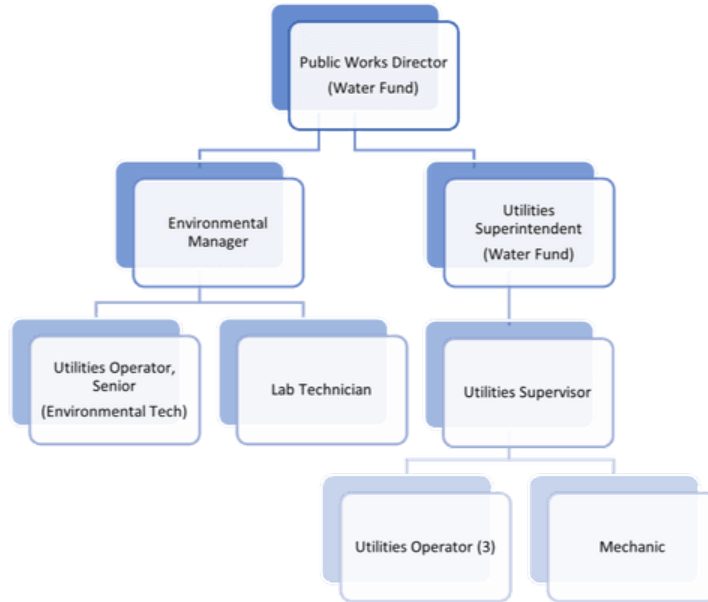 Public Works Director
(Water Fund)
Environmental
Manager
Utilities
Superintendent
(Water Fund)
Utilities Operator,
Senior
(Environmental Tech)
Lab Technician
Utilities Supervisor
Utilities Operator (3)
Mechanic